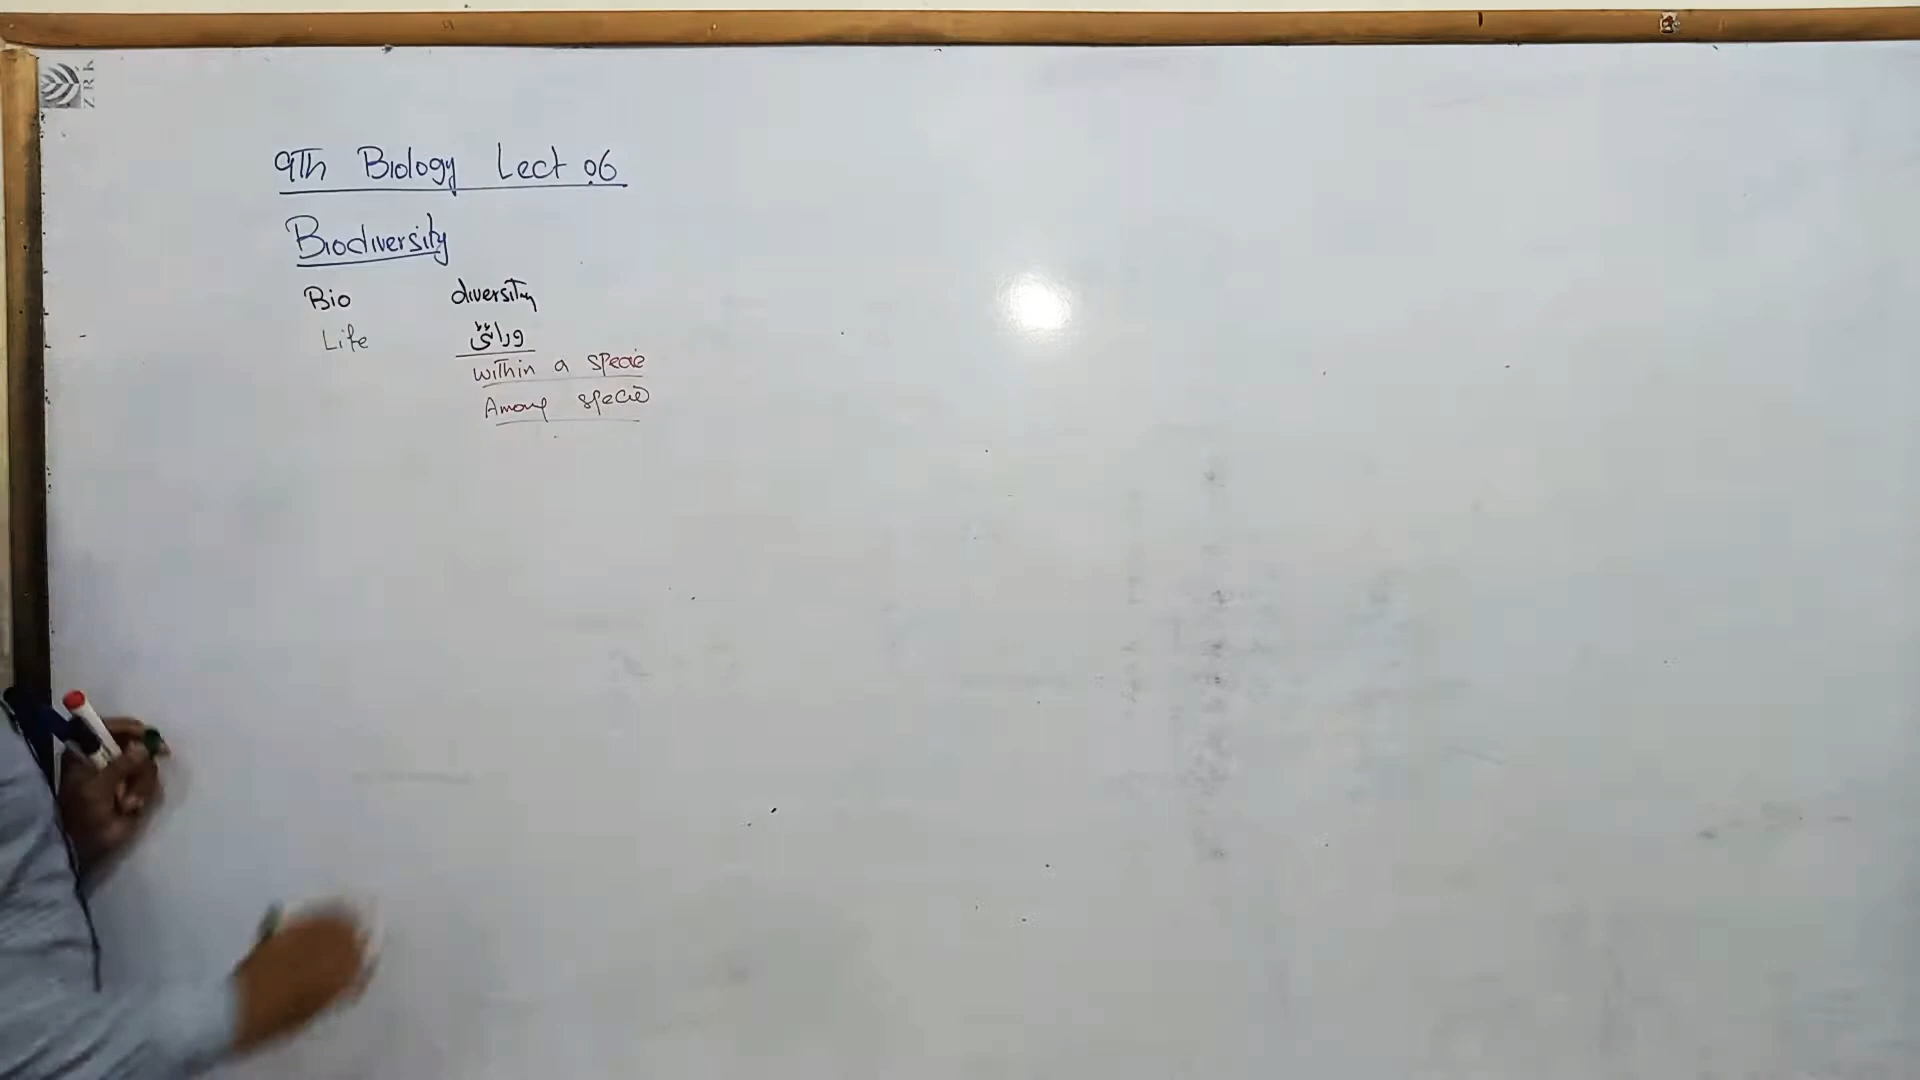 ZRK
9Th Biology Lect 06
Biodiversity
Bio diversity
Life ورائٹی
within a specie
Among specie